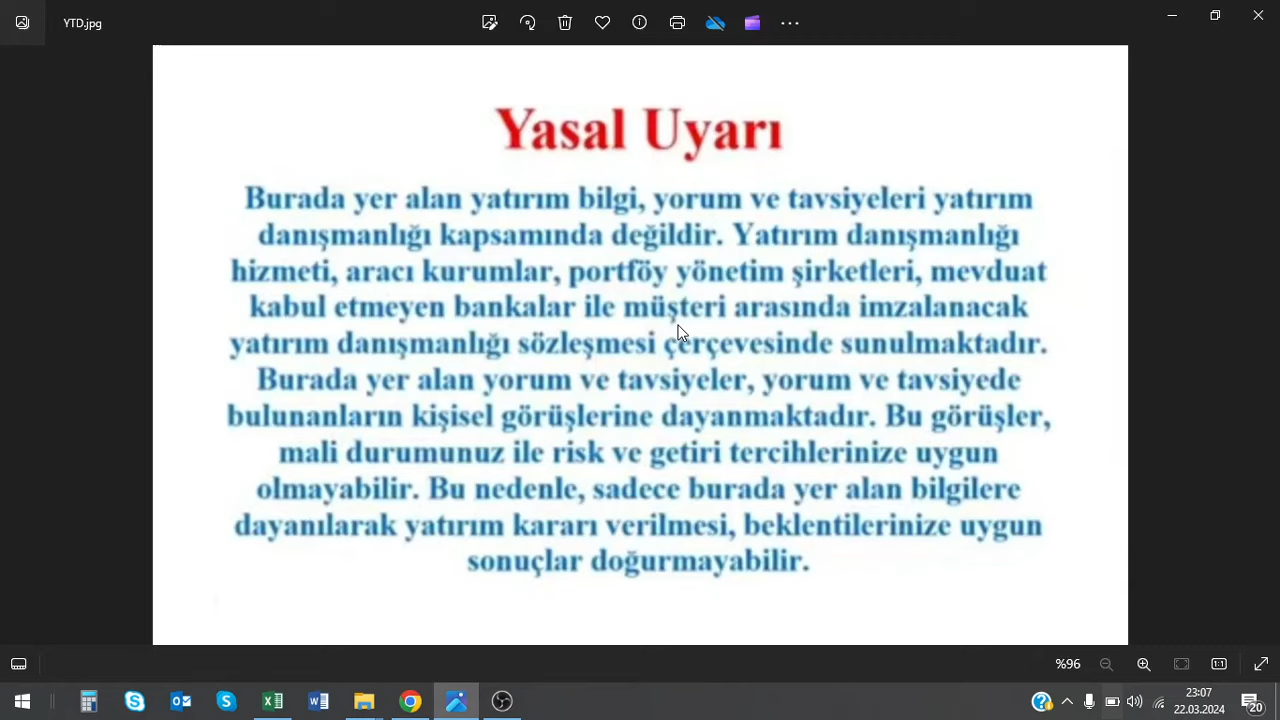 YTD.jpg
Yasal Uyarı
Burada yer alan yatırım bilgi, yorum ve tavsiyeleri yatırım
danışmanlığı kapsamında değildir. Yatırım danışmanlığı
hizmeti, aracı kurumlar, portföy yönetim şirketleri, mevduat
kabul etmeyen bankalar ile müşteri arasında imzalanacak
yatırım danışmanlığı sözleşmesi çerçevesinde sunulmaktadır.
Burada yer alan yorum ve tavsiyeler, yorum ve tavsiyede
bulunanların kişisel görüşlerine dayanmaktadır. Bu görüşler,
mali durumunuz ile risk ve getiri tercihlerinize uygun
olmayabilir. Bu nedenle, sadece burada yer alan bilgilere
dayanılarak yatırım kararı verilmesi, beklentilerinize uygun
sonuçlar doğurmayabilir.
%96
23:07
22.03.2024
20